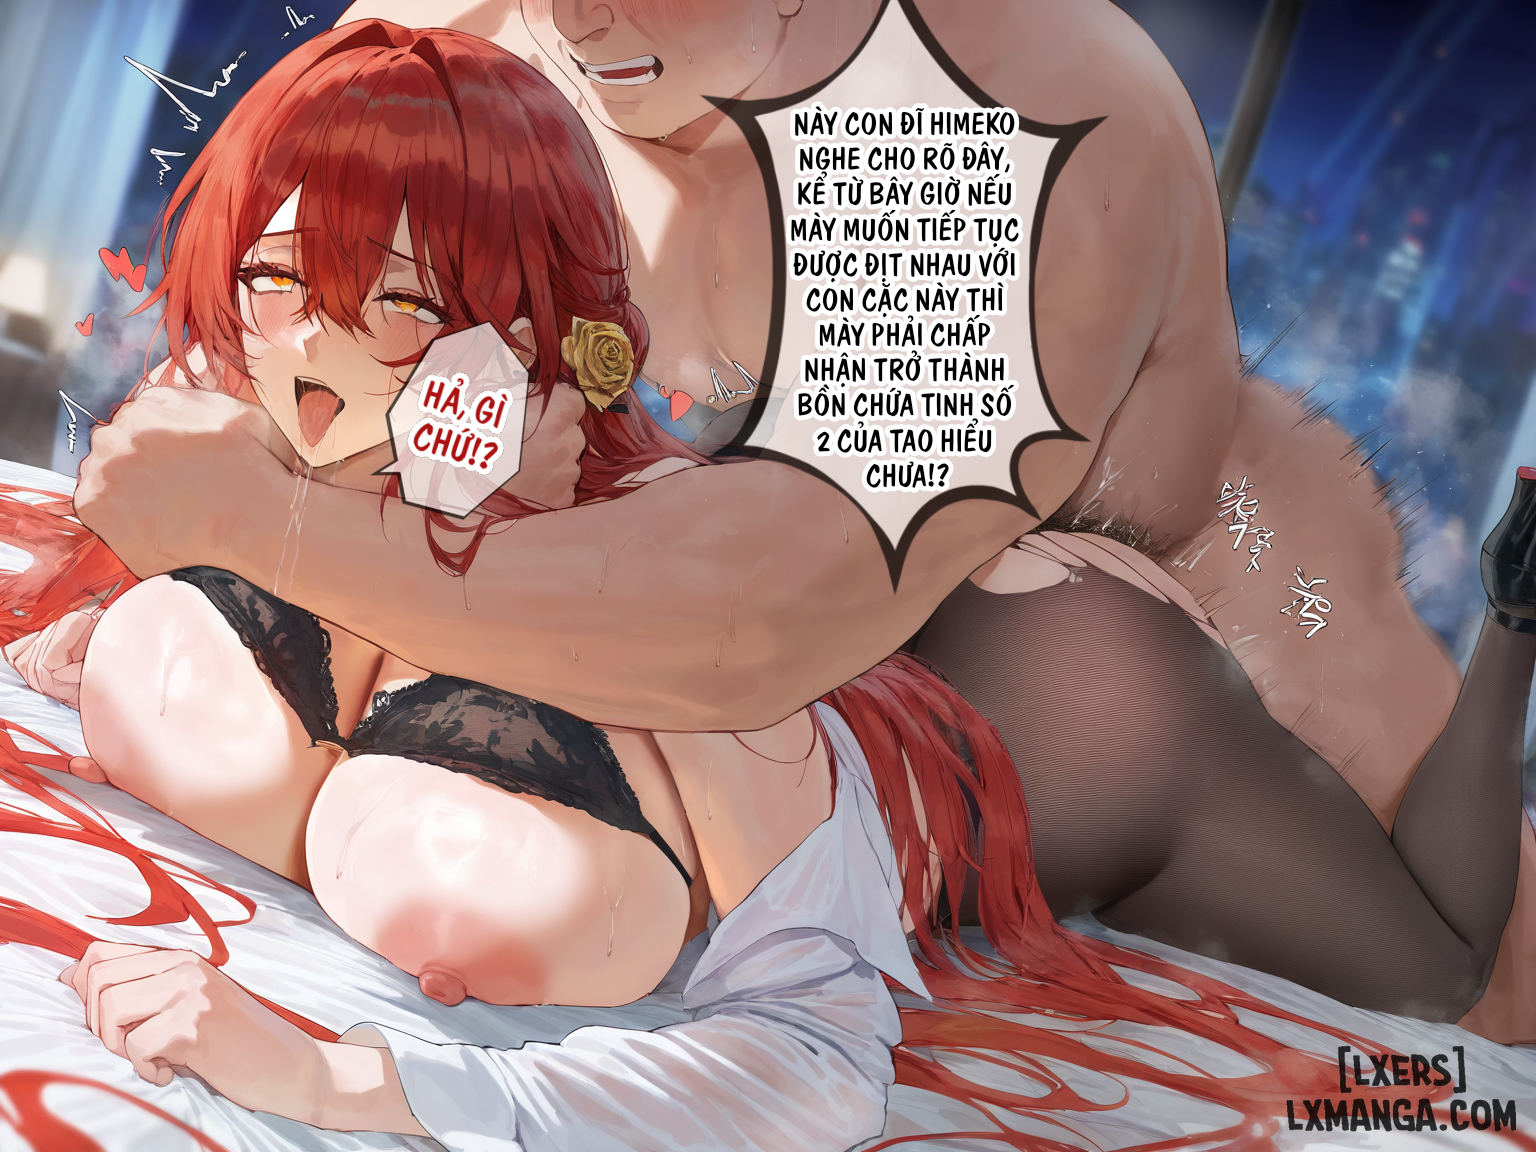 NÀY CON ĐĨ HIMEKO
NGHE CHO RÕ ĐÂY,
KỂ TỪ BÂY GIỜ NẾU
MÀY MUỐN TIẾP TỤC
ĐƯỢC ĐỊT NHAU VỚI
CON CẶC NÀY THÌ
MÀY PHẢI CHẤP
NHẬN TRỞ THÀNH
BỒN CHỨA TINH SỐ
2 CỦA TAO HIỂU
CHƯA!?
HẢ, GÌ
CHỨ!?
[LXERS]
LXMANGA.COM